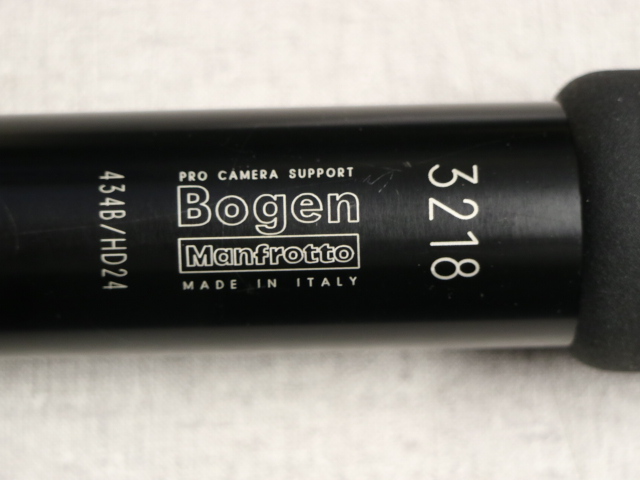 434B/HD24
PRO CAMERA SUPPORT
Bogen
Manfrotto
MADE IN ITALY
3218